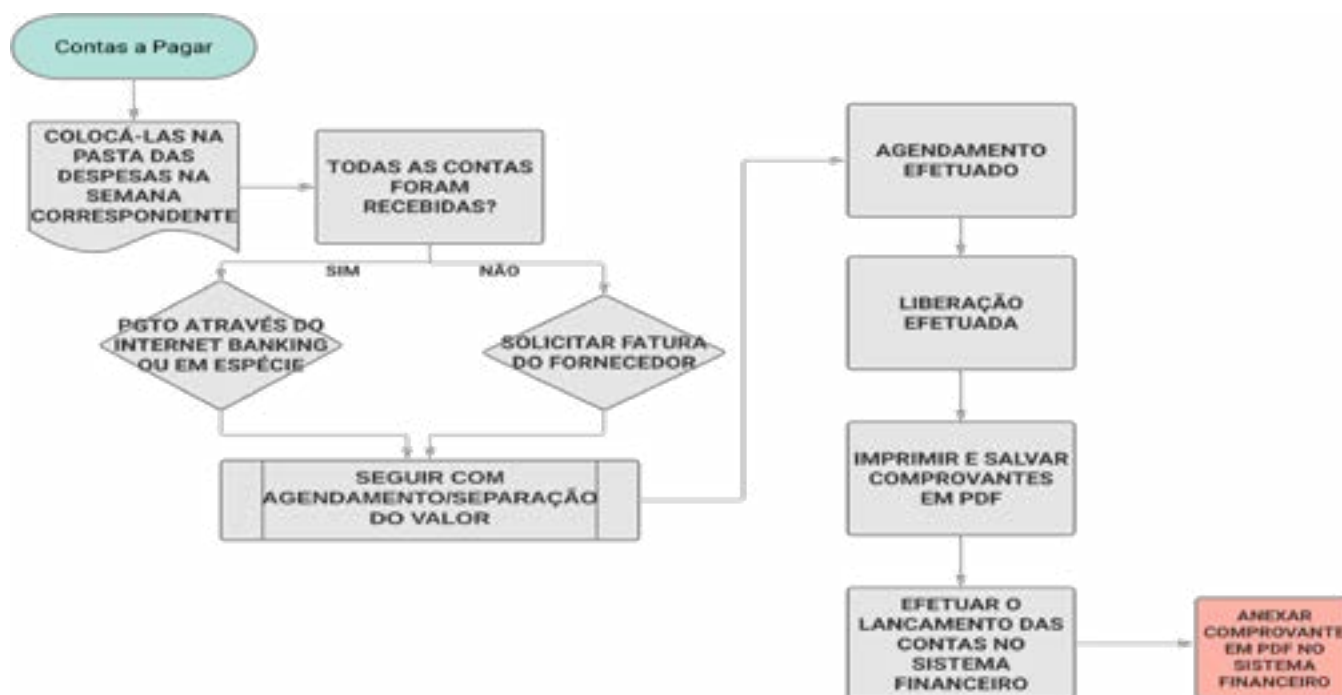 Contas a Pagar
COLOCÁ-LAS NA
PASTA DAS
DESPESAS NA
SEMANA
CORRESPONDENTE
TODAS AS CONTAS
FORAM
RECEBIDAS?
SIM
NÃO
PGTO ATRAVÉS DO
INTERNET BANKING
OU EM ESPÉCIE
SOLICITAR FATURA
DO FORNECEDOR
SEGUIR COM
AGENDAMENTO/SEPARAÇÃO
DO VALOR
AGENDAMENTO
EFETUADO
LIBERAÇÃO
EFETUADA
IMPRIMIR E SALVAR
COMPROVANTES
EM PDF
EFETUAR O
LANCAMENTO DAS
CONTAS NO
SISTEMA
FINANCEIRO
ANEXAR
COMPROVANTE
EM PDF NO
SISTEMA
FINANCEIRO